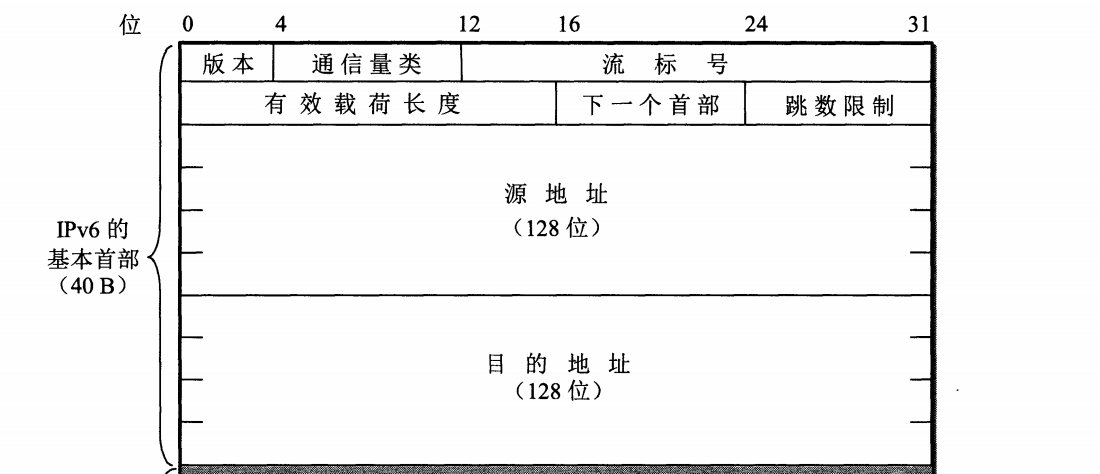 位 0 4 12 16 24 31
版本 通信量类 流标号
有效载荷长度 下一个首部 跳数限制
源地址
（128 位）
IPv6 的
基本首部
（40 B）
目的地址
（128 位）